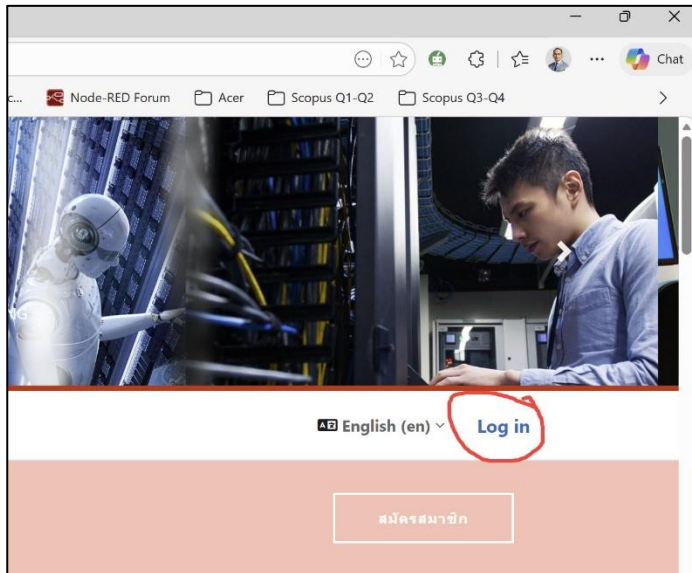 Chat
c... Node-RED Forum Acer Scopus Q1-Q2 Scopus Q3-Q4
English (en) Log in
สมัครสมาชิก